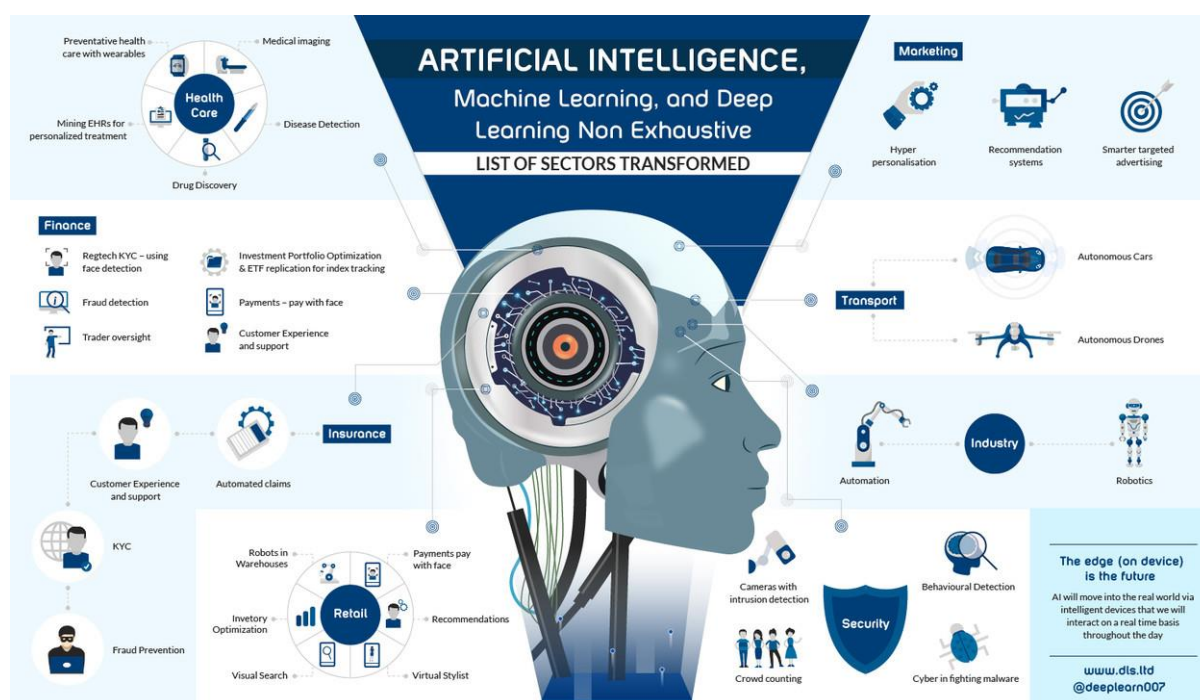 ARTIFICIAL INTELLIGENCE,
Machine Learning, and Deep
Learning Non Exhaustive
LIST OF SECTORS TRANSFORMED
Health
Care
Preventative health
care with wearables
Medical imaging
Mining EHRs for
personalized treatment
Disease Detection
Drug Discovery
Finance
Regtech KYC – using
face detection
Investment Portfolio Optimization
& ETF replication for index tracking
Fraud detection
Payments – pay with face
Trader oversight
Customer Experience
and support
Insurance
Customer Experience
and support
Automated claims
KYC
Fraud Prevention
Retail
Robots in
Warehouses
Payments pay
with face
Invetory
Optimization
Recommendations
Visual Search
Virtual Stylist
Marketing
Hyper
personalisation
Recommendation
systems
Smarter targeted
advertising
Transport
Autonomous Cars
Autonomous Drones
Industry
Automation
Robotics
Security
Cameras with
intrusion detection
Behavioural Detection
Crowd counting
Cyber in fighting malware
The edge (on device)
is the future
AI will move into the real world via
intelligent devices that we will
interact on a real time basis
throughout the day
www.dls.ltd
@deeplearn007